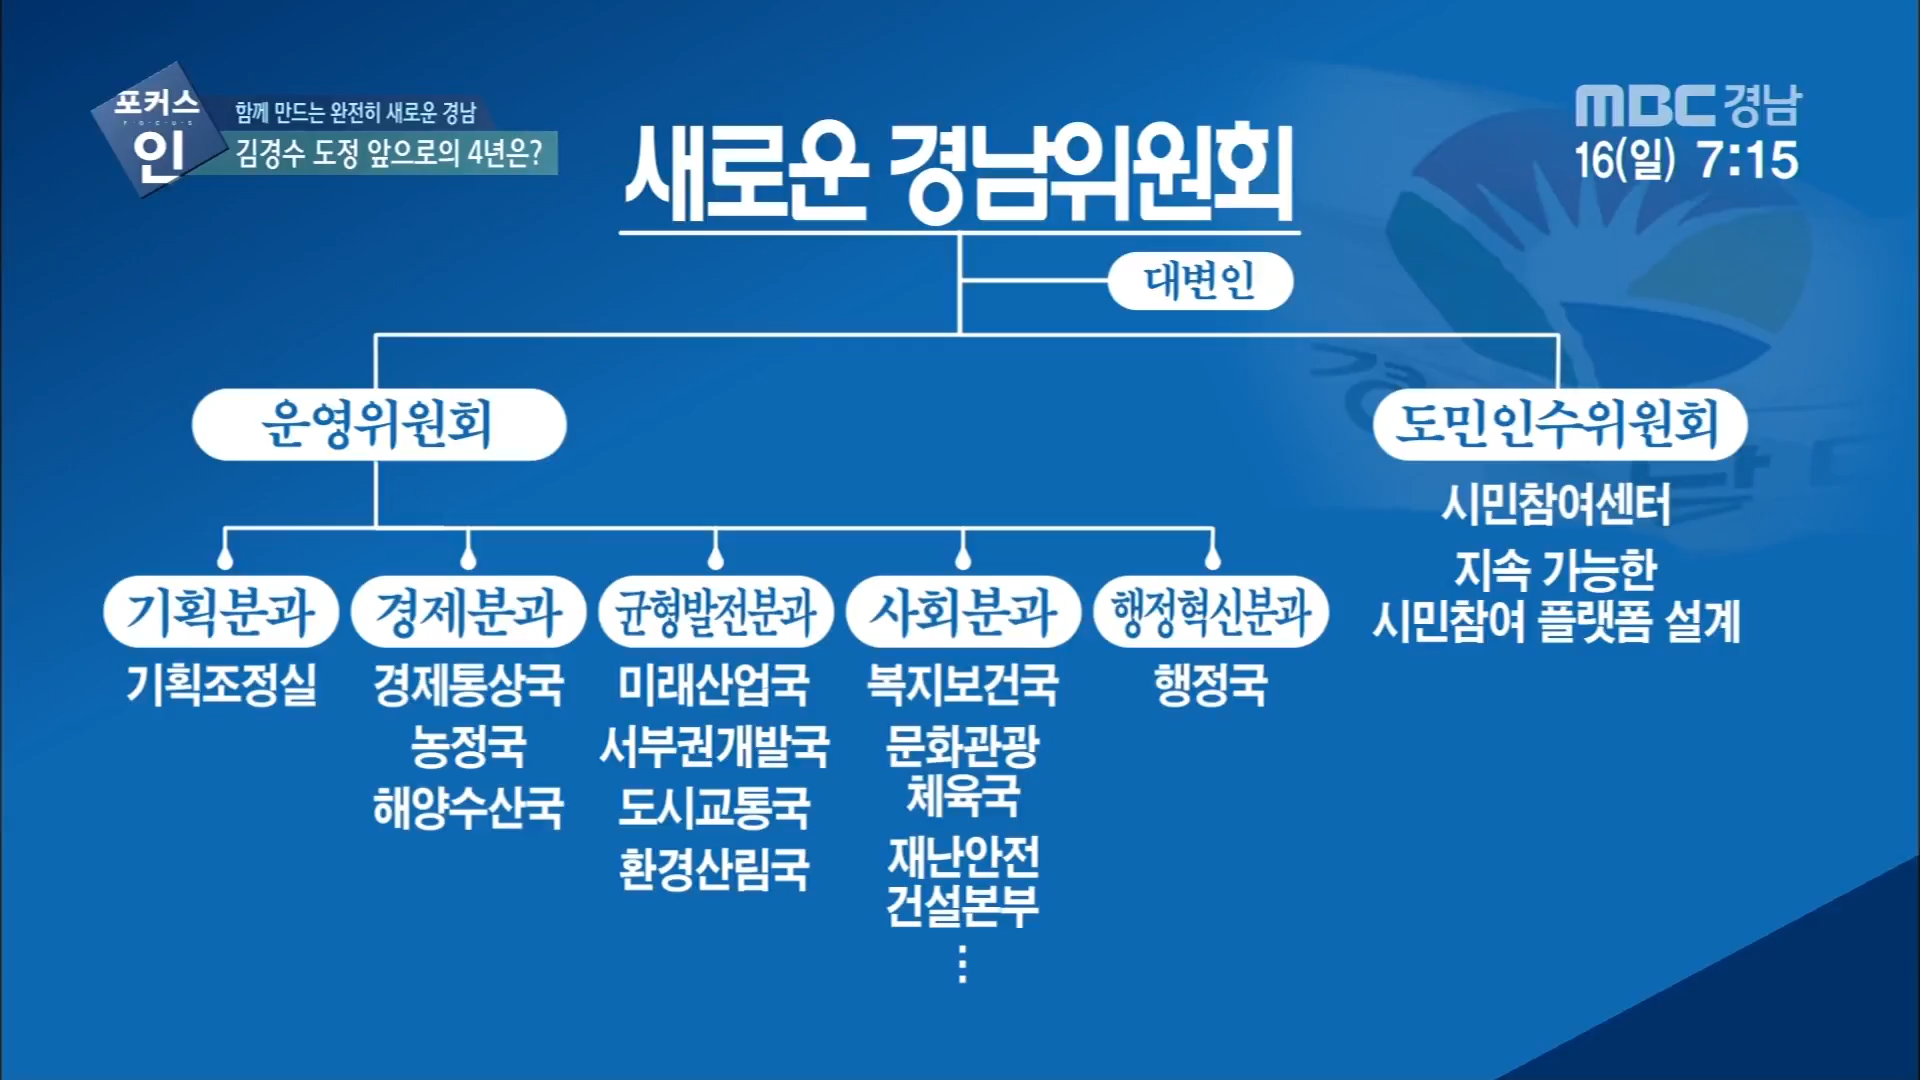 포커스
FOCUS
인
함께 만드는 완전히 새로운 경남
김경수 도정 앞으로의 4년은?
MBC경남
16(일) 7:15
새로운 경남위원회
대변인
운영위원회
도민인수위원회
시민참여센터
지속 가능한
시민참여 플랫폼 설계
기획분과
기획조정실
경제분과
경제통상국
농정국
해양수산국
균형발전분과
미래산업국
서부권개발국
도시교통국
환경산림국
사회분과
복지보건국
문화관광
체육국
재난안전
건설본부
⋮
행정혁신분과
행정국